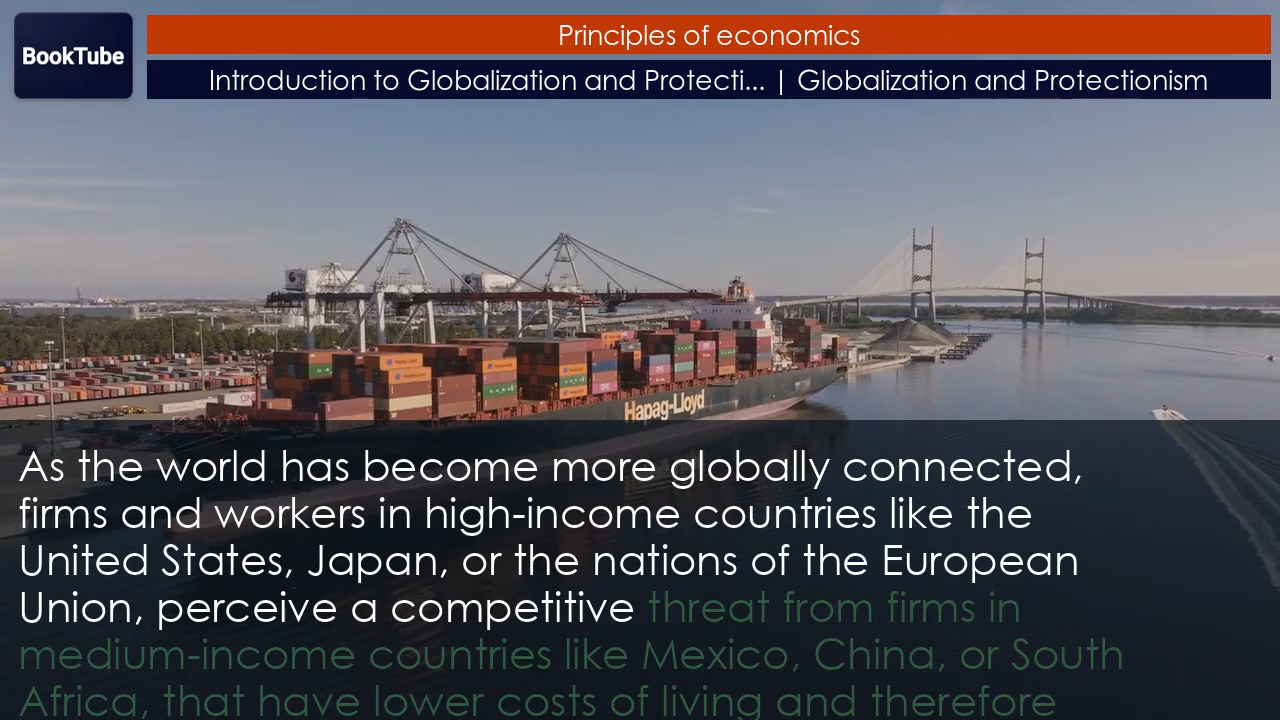 BookTube
Principles of economics
Introduction to Globalization and Protecti... | Globalization and Protectionism
Hapag-Lloyd
As the world has become more globally connected,
firms and workers in high-income countries like the
United States, Japan, or the nations of the European
Union, perceive a competitive threat from firms in
medium-income countries like Mexico, China, or South
Africa, that have lower costs of living and therefore